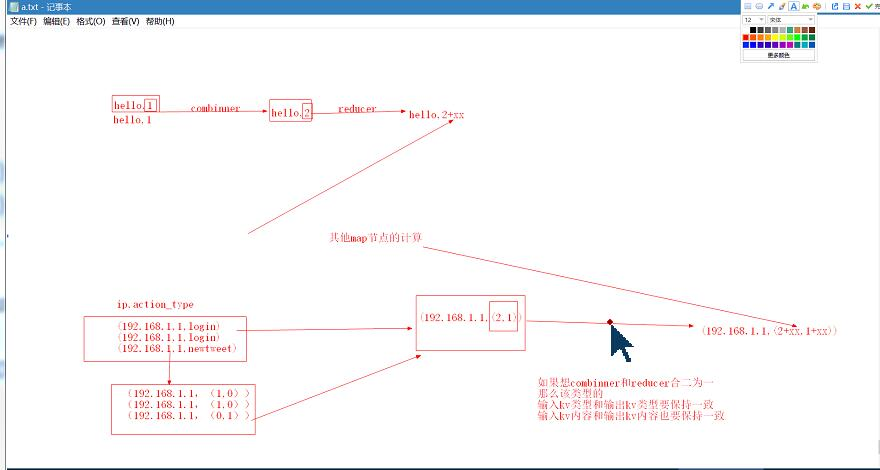 a.txt - 记事本
文件(F) 编辑(E) 格式(O) 查看(V) 帮助(H)
12 宋体
更多颜色
hello,1
hello,1
combinner
hello,2
reducer
hello,2+xx
其他map节点的计算
ip,action_type
(192.168.1.1,login)
(192.168.1.1,login)
(192.168.1.1,newtweet)
(192.168.1.1,(2,1))
(192.168.1.1,(2+xx,1+xx))
(192.168.1.1, (1,0))
(192.168.1.1, (1,0))
(192.168.1.1, (0,1))
如果想combinner和reducer合二为一
那么该类型的
输入kv类型和输出kv类型要保持一致
输入kv内容和输出kv内容也要保持一致